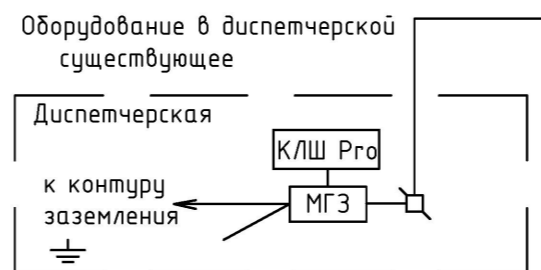 Оборудование в диспетчерской
существующее
Диспетчерская
КЛШ Pro
к контуру
заземления
МГЗ